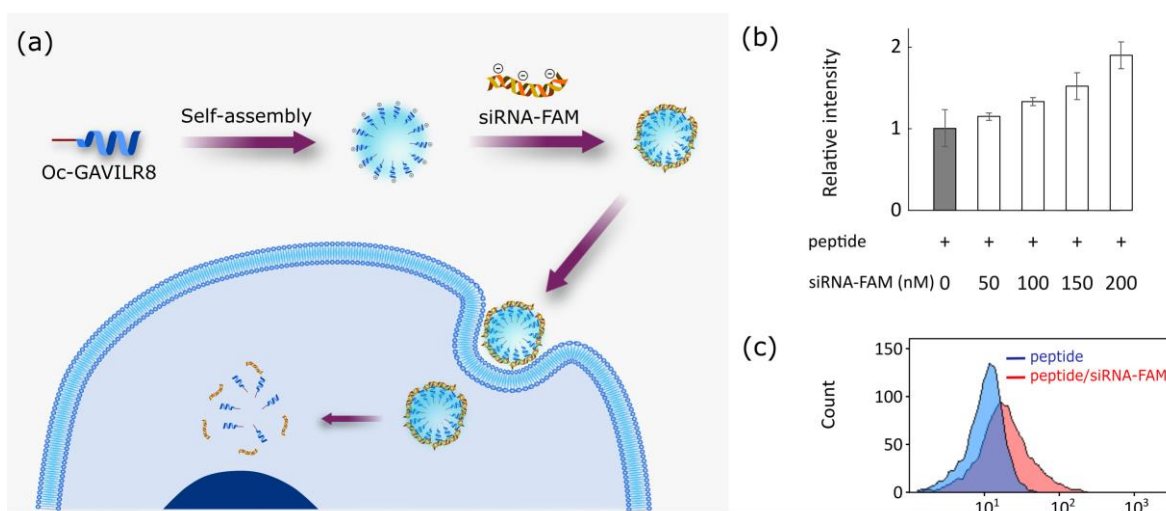 (a)
Oc-GAVILR8
Self-assembly
siRNA-FAM
(b)
Relative intensity
2
1
0
peptide + + + + +
siRNA-FAM (nM) 0 50 100 150 200
(c)
Count
150
100
50
0
peptide
peptide/siRNA-FAM
10¹ 10² 10³